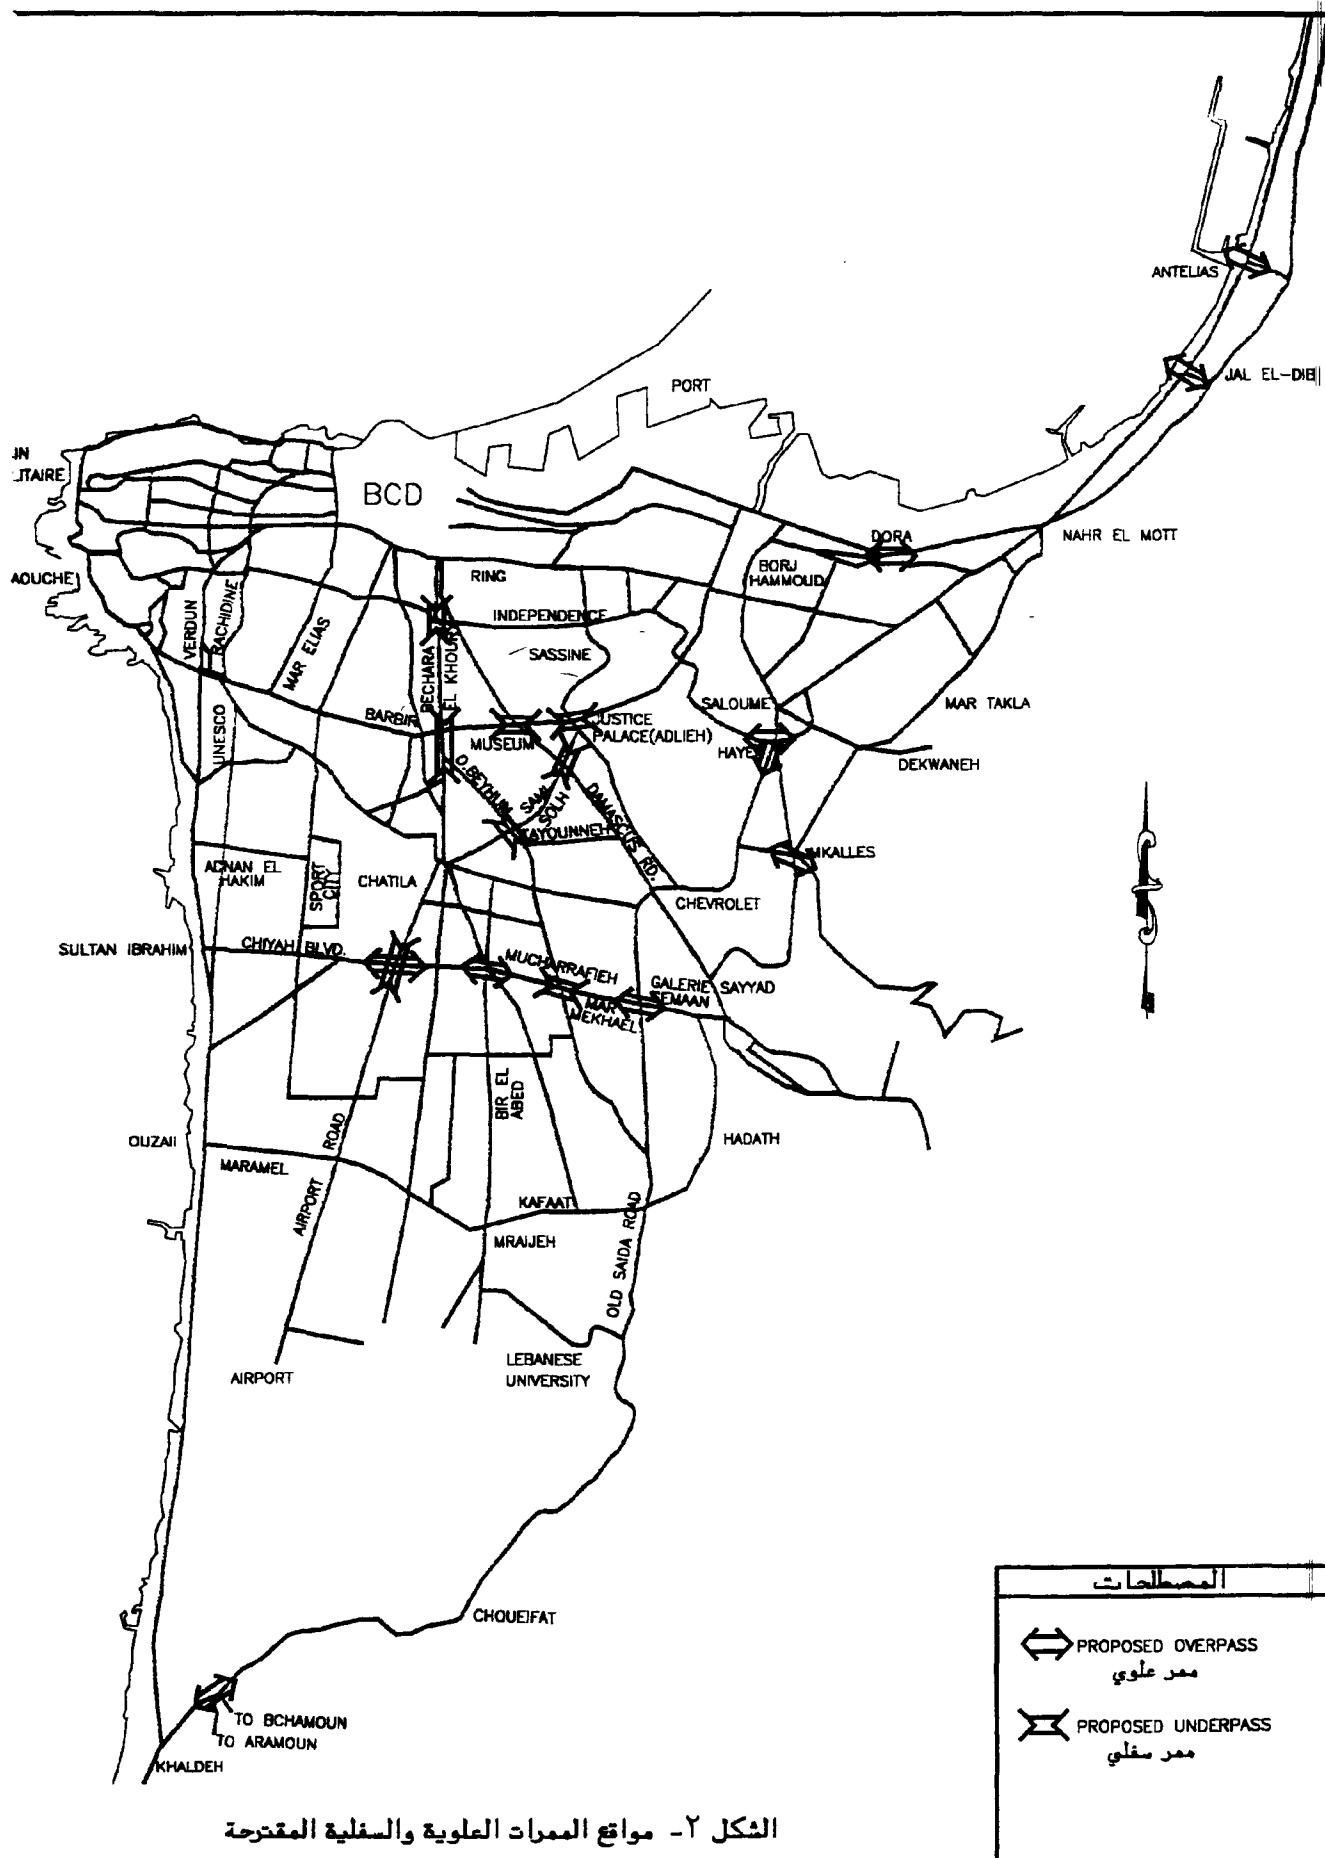 ANTELIAS
JAL EL-DIB
PORT
BCD
DORA
NAHR EL MOTT
BORJ
HAMMOUD
RING
INDEPENDENCE
SASSINE
VERDUN
RACHIDINE
MAR ELIAS
BECHARA
EL KHOURY
UNESCO
BARBIR
MUSEUM
JUSTICE
PALACE(ADLIEH)
SALOUME
MAR TAKLA
HAYEK
DEKWANEH
O.BEYHUM
SAMI
SOLH
DAMASCUS RD.
TAYOUNNEH
MKALLES
ADNAN EL
HAKIM
SPORT
CITY
CHATILA
CHEVROLET
SULTAN IBRAHIM
CHIYAH BLVD.
MUCHARRAFIEH
GALERIE SAYYAD
SEMAAN
MAR
MEKHAEL
BIR EL
ABED
OUZAII
MARAMEL
AIRPORT ROAD
HADATH
KAFAAT
MRAIJEH
OLD SAIDA ROAD
AIRPORT
LEBANESE
UNIVERSITY
CHOUEIFAT
TO BCHAMOUN
TO ARAMOUN
KHALDEH
المصطلحات
PROPOSED OVERPASS
ممر علوي
PROPOSED UNDERPASS
ممر سفلي
الشكل ٢- مواقع الممرات العلوية والسفلية المقترحة